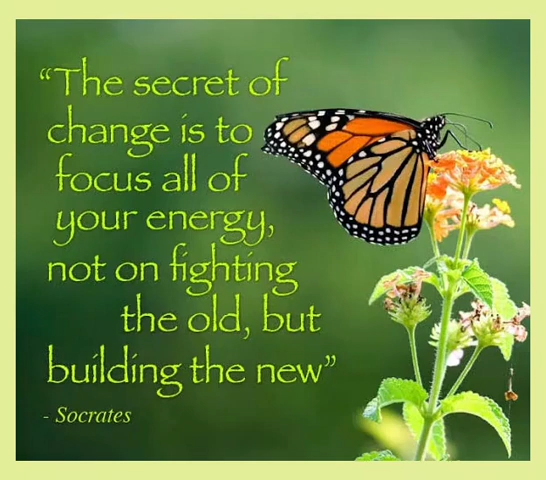 “The secret of
change is to
focus all of
your energy,
not on fighting
the old, but
building the new”
- Socrates